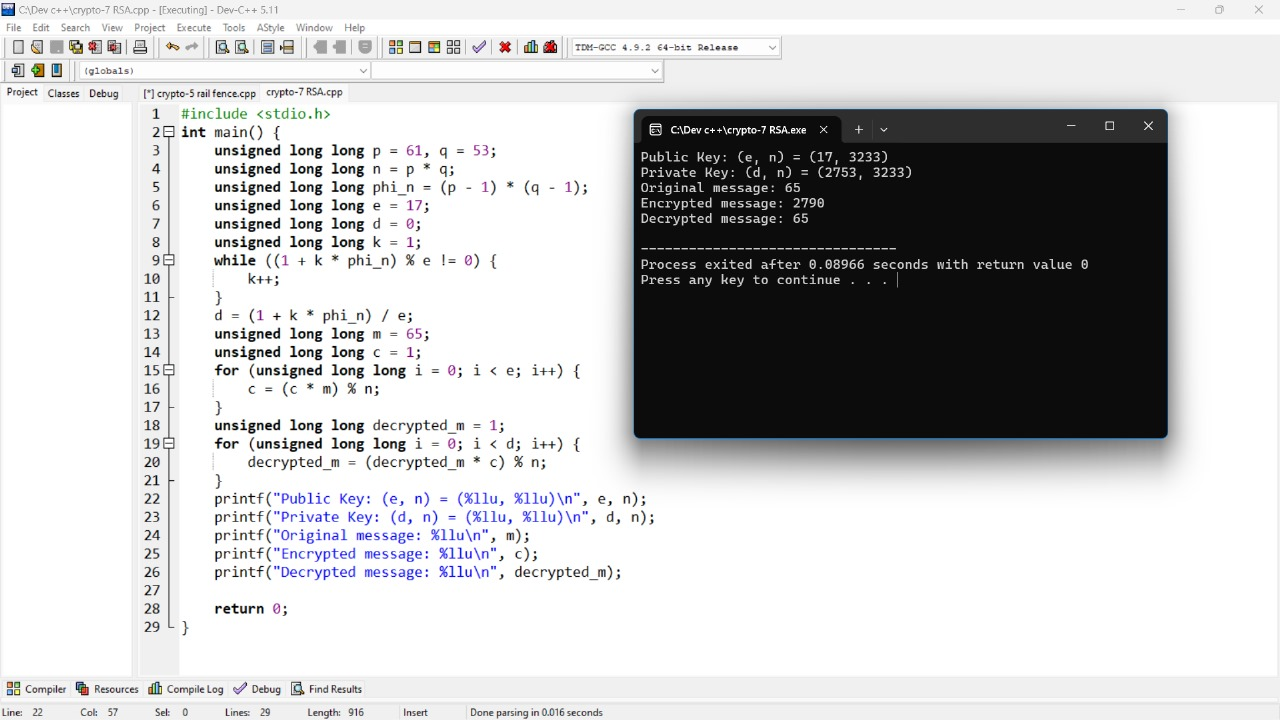 C:\Dev c++\crypto-7 RSA.cpp - [Executing] - Dev-C++ 5.11
File Edit Search View Project Execute Tools AStyle Window Help
TDM-GCC 4.9.2 64-bit Release
(globals)
Project Classes Debug
[*] crypto-5 rail fence.cpp crypto-7 RSA.cpp
1 #include <stdio.h>
2 int main() {
3 unsigned long long p = 61, q = 53;
4 unsigned long long n = p * q;
5 unsigned long long phi_n = (p - 1) * (q - 1);
6 unsigned long long e = 17;
7 unsigned long long d = 0;
8 unsigned long long k = 1;
9 while ((1 + k * phi_n) % e != 0) {
10 k++;
11 }
12 d = (1 + k * phi_n) / e;
13 unsigned long long m = 65;
14 unsigned long long c = 1;
15 for (unsigned long long i = 0; i < e; i++) {
16 c = (c * m) % n;
17 }
18 unsigned long long decrypted_m = 1;
19 for (unsigned long long i = 0; i < d; i++) {
20 decrypted_m = (decrypted_m * c) % n;
21 }
22 printf("Public Key: (e, n) = (%llu, %llu)\n", e, n);
23 printf("Private Key: (d, n) = (%llu, %llu)\n", d, n);
24 printf("Original message: %llu\n", m);
25 printf("Encrypted message: %llu\n", c);
26 printf("Decrypted message: %llu\n", decrypted_m);
27
28 return 0;
29 }
C:\Dev c++\crypto-7 RSA.exe
Public Key: (e, n) = (17, 3233)
Private Key: (d, n) = (2753, 3233)
Original message: 65
Encrypted message: 2790
Decrypted message: 65
--------------------------------
Process exited after 0.08966 seconds with return value 0
Press any key to continue . . .
Compiler Resources Compile Log Debug Find Results
Line: 22 Col: 57 Sel: 0 Lines: 29 Length: 916 Insert Done parsing in 0.016 seconds